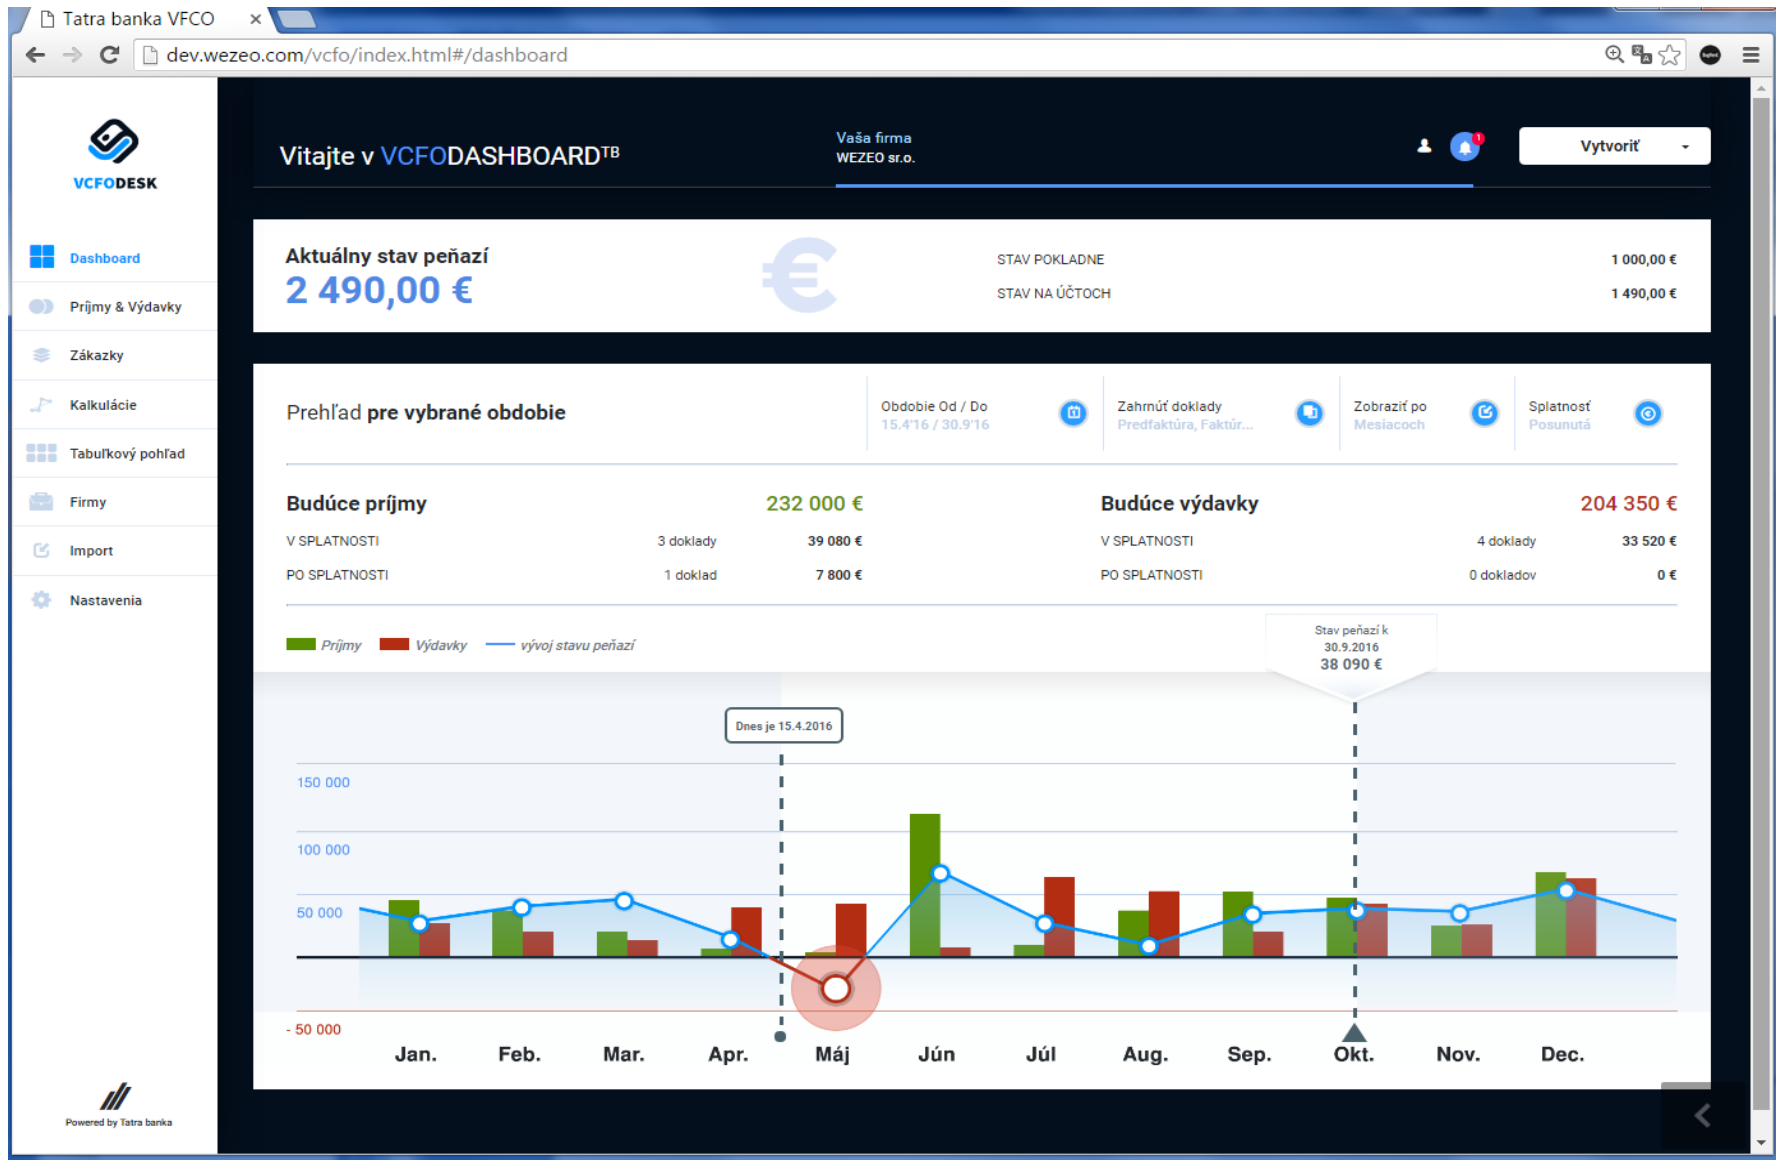 Tatra banka VFCO
dev.wezeo.com/vcfo/index.html#/dashboard
VCFODESK
Dashboard
Príjmy & Výdavky
Zákazky
Kalkulácie
Tabuľkový pohľad
Firmy
Import
Nastavenia
Powered by Tatra banka
Vitajte v VCFODASHBOARDTB
Vaša firma
WEZEO sr.o.
1
Vytvoriť
Aktuálny stav peňazí
2 490,00 €
€
STAV POKLADNE 1 000,00 €
STAV NA ÚČTOCH 1 490,00 €
Prehľad pre vybrané obdobie
Obdobie Od / Do
15.4'16 / 30.9'16
Zahrnúť doklady
Predfaktúra, Faktúr...
Zobraziť po
Mesiacoch
Splatnosť
Posunutá
Budúce príjmy 232 000 €
V SPLATNOSTI 3 doklady 39 080 €
PO SPLATNOSTI 1 doklad 7 800 €
Budúce výdavky 204 350 €
V SPLATNOSTI 4 doklady 33 520 €
PO SPLATNOSTI 0 dokladov 0 €
Príjmy Výdavky vývoj stavu peňazí
Stav peňazí k
30.9.2016
38 090 €
Dnes je 15.4.2016
150 000
100 000
50 000
- 50 000
Jan. Feb. Mar. Apr. Máj Jún Júl Aug. Sep. Okt. Nov. Dec.